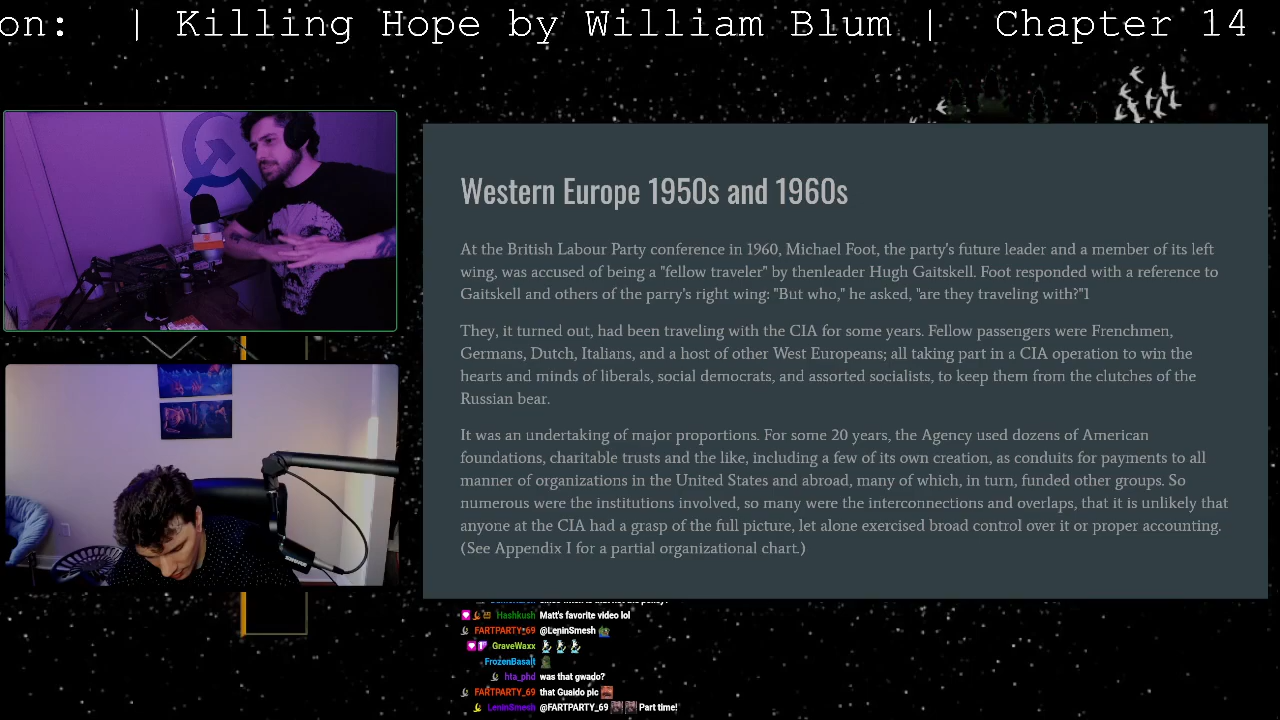 on: | Killing Hope by William Blum | Chapter 14
Western Europe 1950s and 1960s
At the British Labour Party conference in 1960, Michael Foot, the party's future leader and a member of its left
wing, was accused of being a "fellow traveler" by thenleader Hugh Gaitskell. Foot responded with a reference to
Gaitskell and others of the parry's right wing: "But who," he asked, "are they traveling with?"1
They, it turned out, had been traveling with the CIA for some years. Fellow passengers were Frenchmen,
Germans, Dutch, Italians, and a host of other West Europeans; all taking part in a CIA operation to win the
hearts and minds of liberals, social democrats, and assorted socialists, to keep them from the clutches of the
Russian bear.
It was an undertaking of major proportions. For some 20 years, the Agency used dozens of American
foundations, charitable trusts and the like, including a few of its own creation, as conduits for payments to all
manner of organizations in the United States and abroad, many of which, in turn, funded other groups. So
numerous were the institutions involved, so many were the interconnections and overlaps, that it is unlikely that
anyone at the CIA had a grasp of the full picture, let alone exercised broad control over it or proper accounting.
(See Appendix I for a partial organizational chart.)
Hashkush Matt's favorite video lol
FARTPARTY_69 @LeninSmesh
GraveWaxx
FrozenBasalt
hta_phd was that gwado?
FARTPARTY_69 that Gualdo pic
LeninSmesh @FARTPARTY_69 Part time!